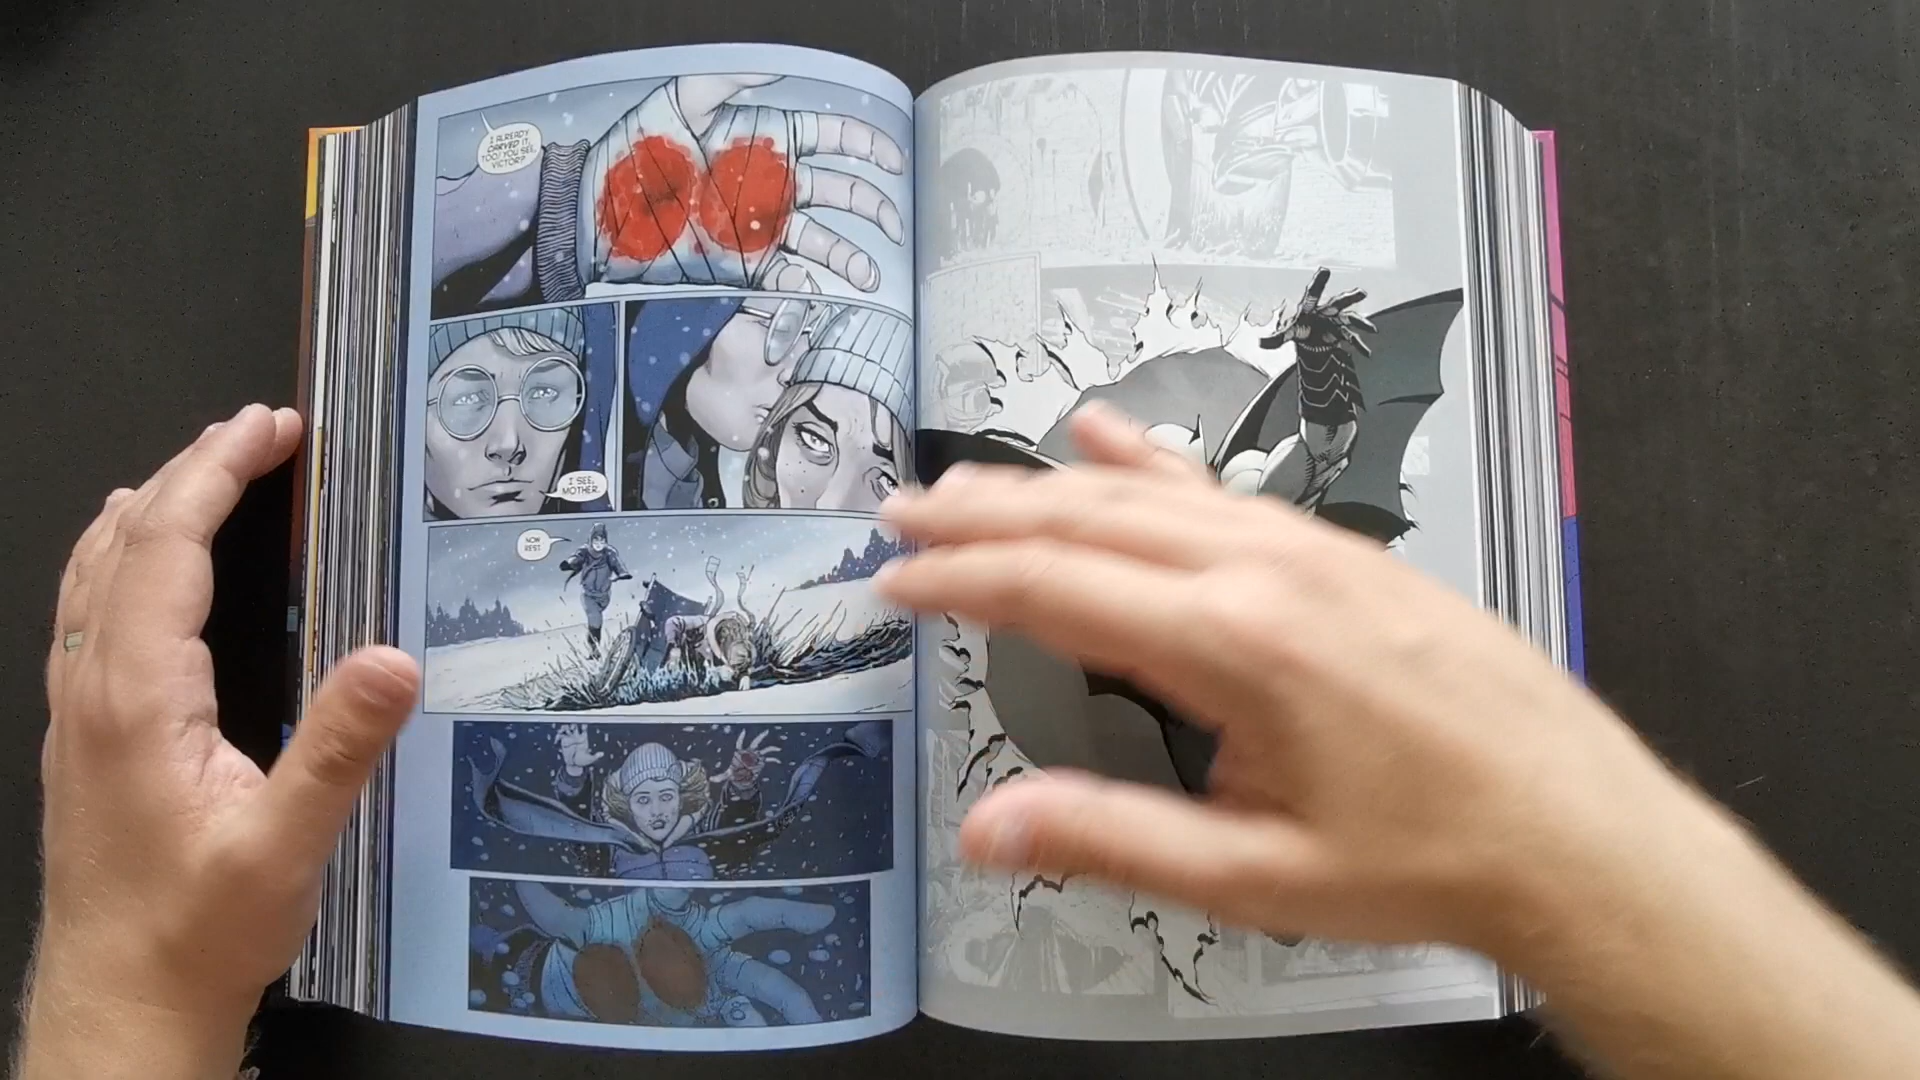 I ALREADY
CARVED IT,
TOO! YOU SEE,
VICTOR?
I SEE,
MOTHER.
NOW
REST.